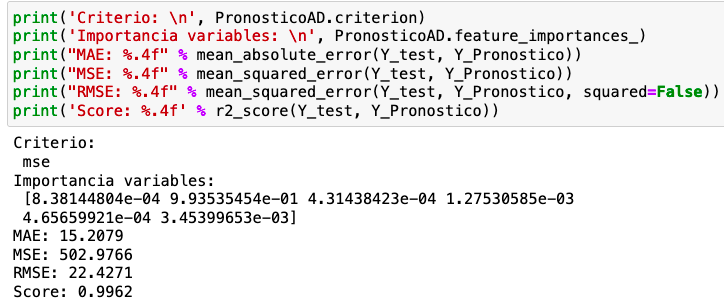 print('Criterio: \n', PronosticoAD.criterion)
print('Importancia variables: \n', PronosticoAD.feature_importances_)
print("MAE: %.4f" % mean_absolute_error(Y_test, Y_Pronostico))
print("MSE: %.4f" % mean_squared_error(Y_test, Y_Pronostico))
print("RMSE: %.4f" % mean_squared_error(Y_test, Y_Pronostico, squared=False))
print('Score: %.4f' % r2_score(Y_test, Y_Pronostico))
Criterio:
mse
Importancia variables:
[8.38144804e-04 9.93535454e-01 4.31438423e-04 1.27530585e-03
4.65659921e-04 3.45399653e-03]
MAE: 15.2079
MSE: 502.9766
RMSE: 22.4271
Score: 0.9962